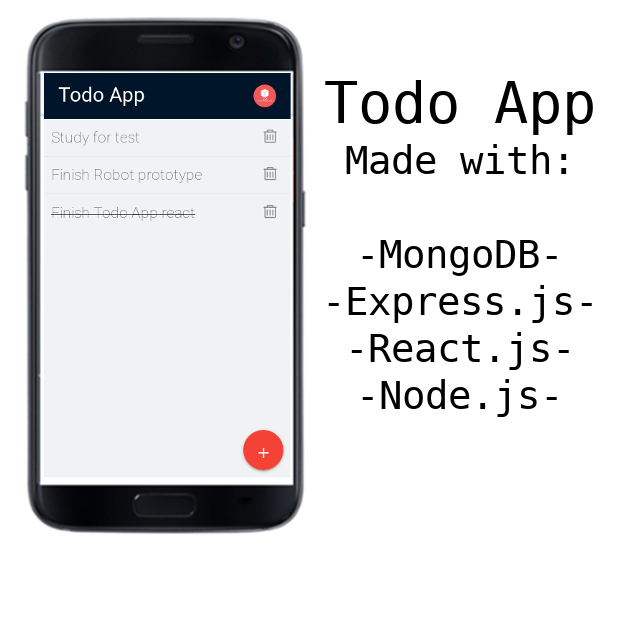 Todo App
Study for test
Finish Robot prototype
Finish Todo App react
+
Todo App
Made with:
-MongoDB-
-Express.js-
-React.js-
-Node.js-